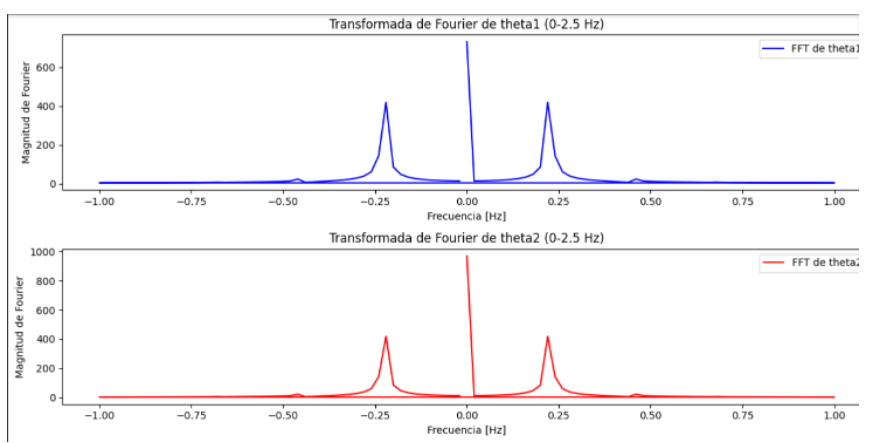 Transformada de Fourier de theta1 (0-2.5 Hz)
FFT de theta1
Magnitud de Fourier
600
400
200
0
−1.00 −0.75 −0.50 −0.25 0.00 0.25 0.50 0.75 1.00
Frecuencia [Hz]
Transformada de Fourier de theta2 (0-2.5 Hz)
FFT de theta2
Magnitud de Fourier
1000
800
600
400
200
0
−1.00 −0.75 −0.50 −0.25 0.00 0.25 0.50 0.75 1.00
Frecuencia [Hz]